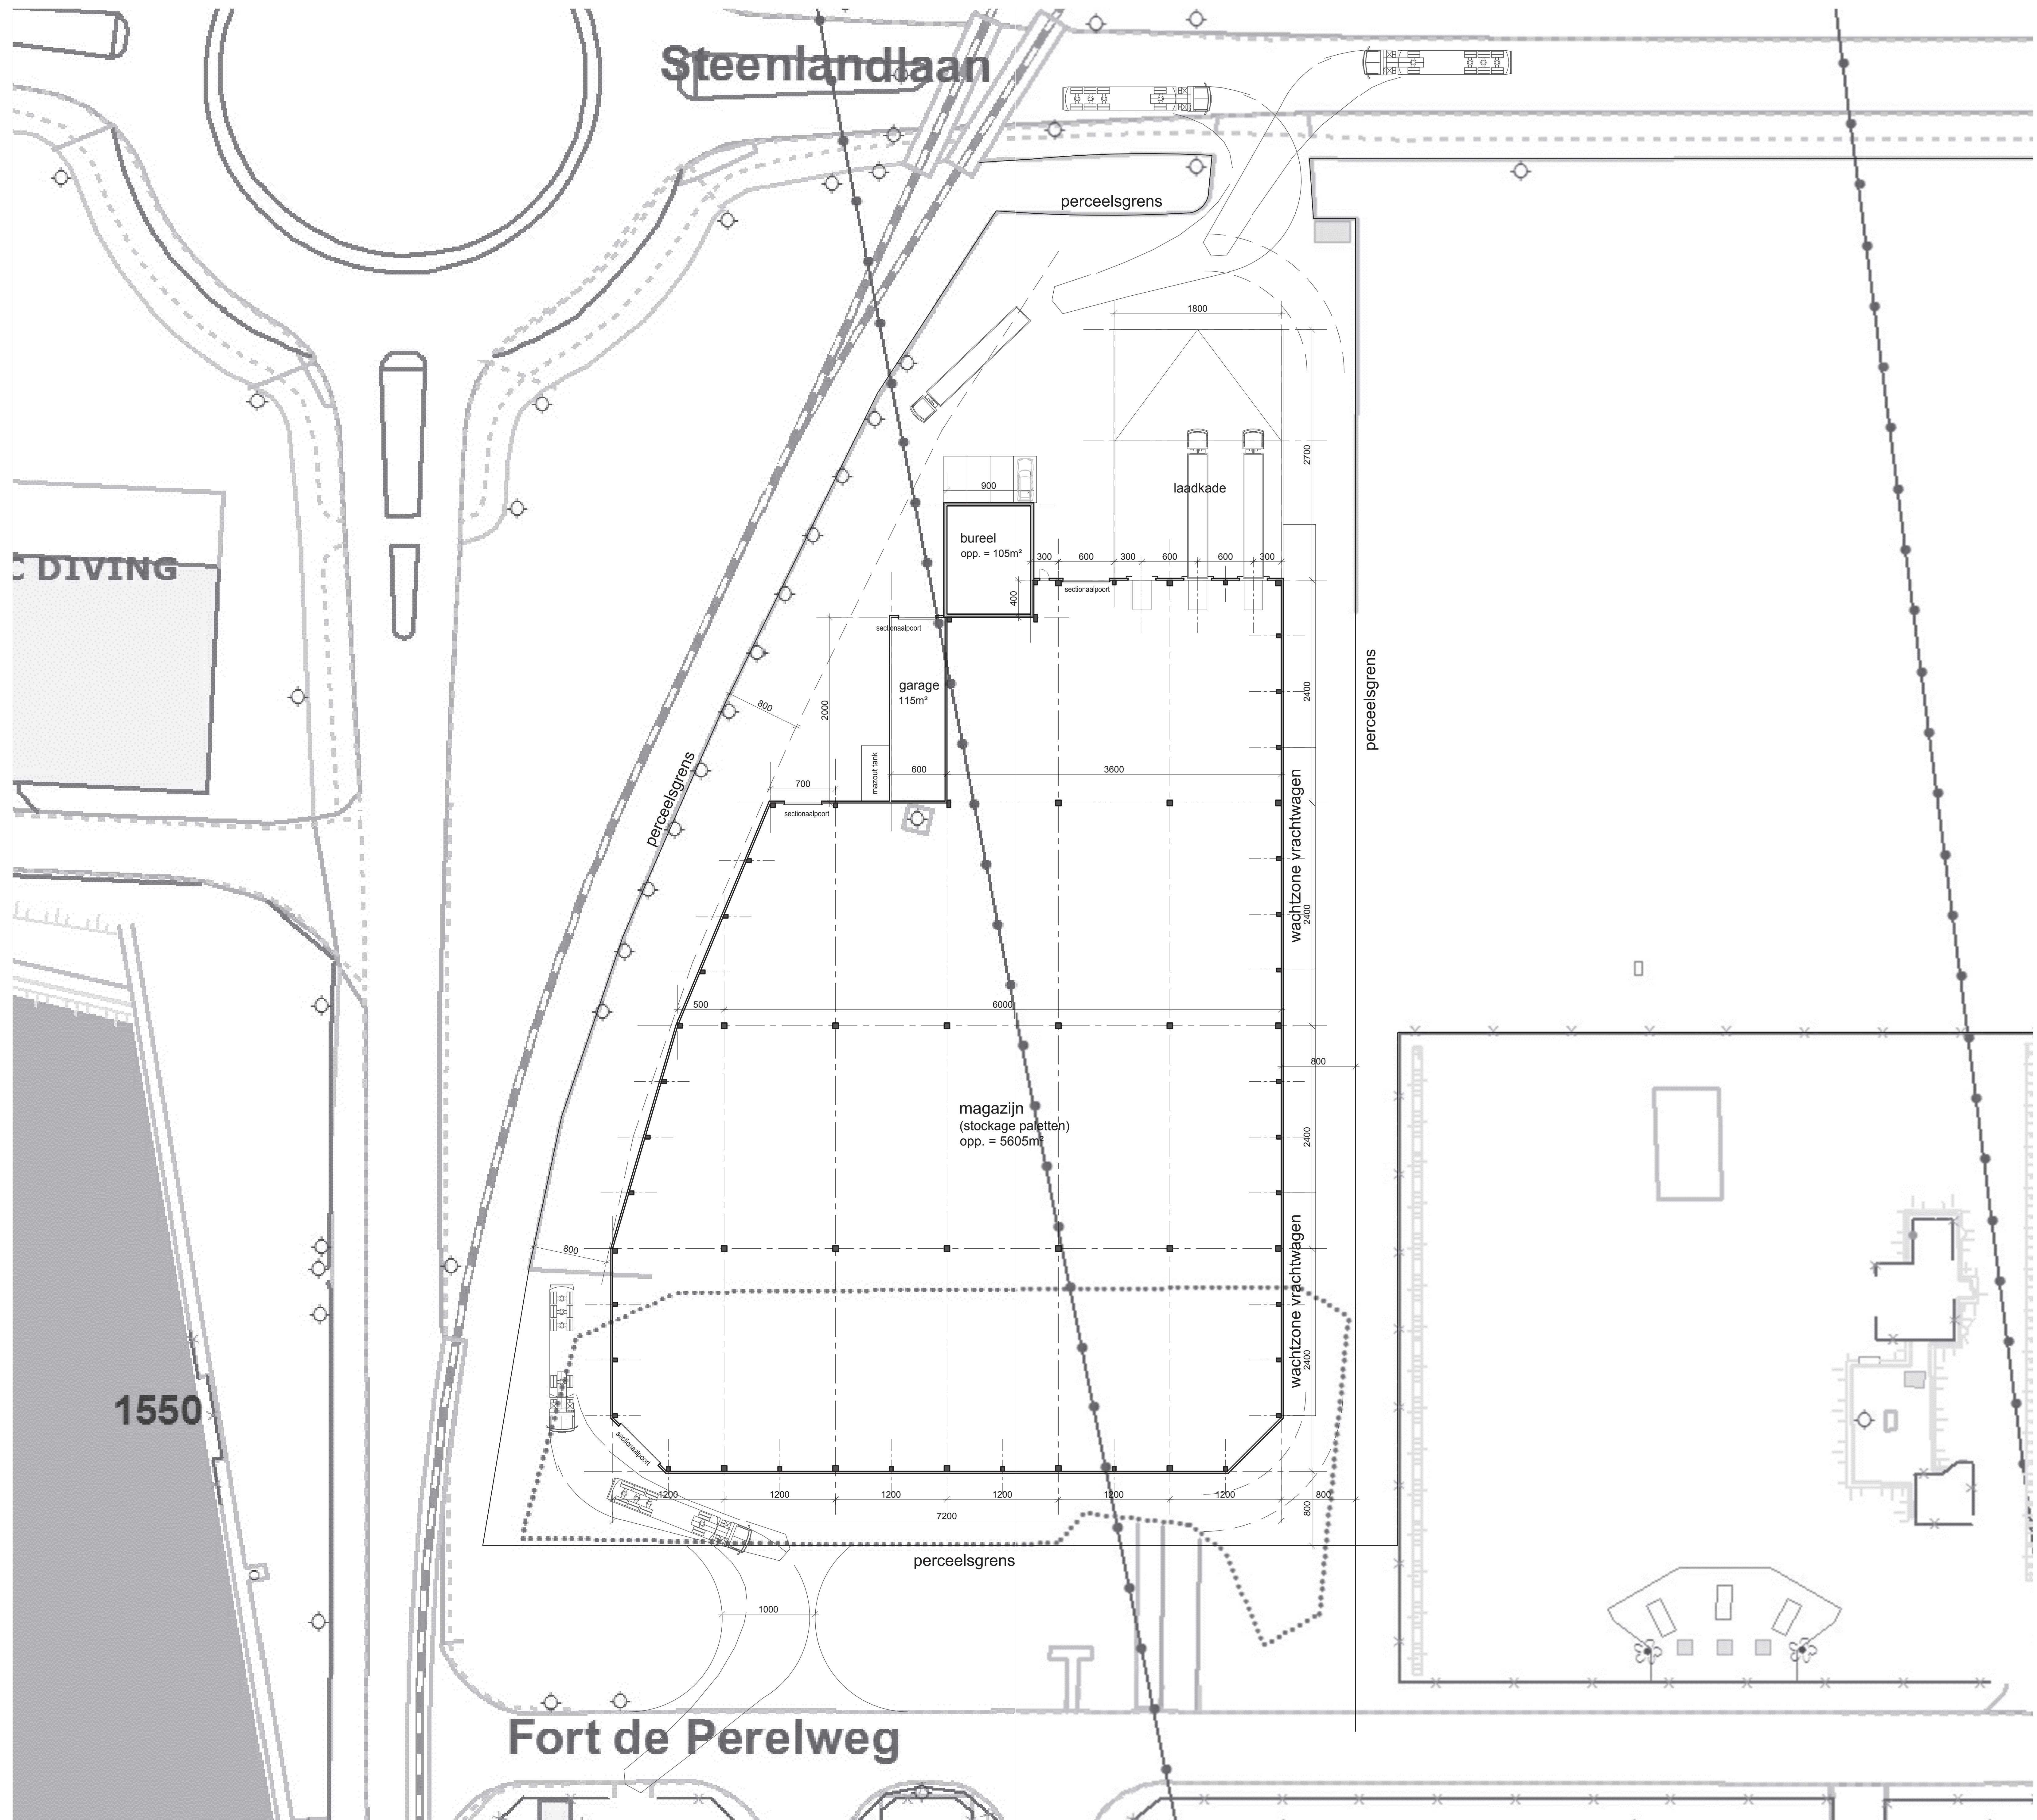 Steenlandlaan
perceelsgrens
1800
2700
laadkade
900
bureel
opp. = 105m²
300
600
300
600
600
300
sectionaalpoort
400
C DIVING
sectionaalpoort
garage
115m²
2000
800
2400
perceelsgrens
perceelsgrens
mazout tank
700
600
3600
sectionaalpoort
wachtzone vrachtwagen
2400
500
6000
800
magazijn
(stockage paletten)
opp. = 5605m²
2400
800
wachtzone vrachtwagen
2400
1550
sectionaalpoort
1200
1200
1200
1200
1200
1200
800
7200
800
perceelsgrens
1000
Fort de Perelweg